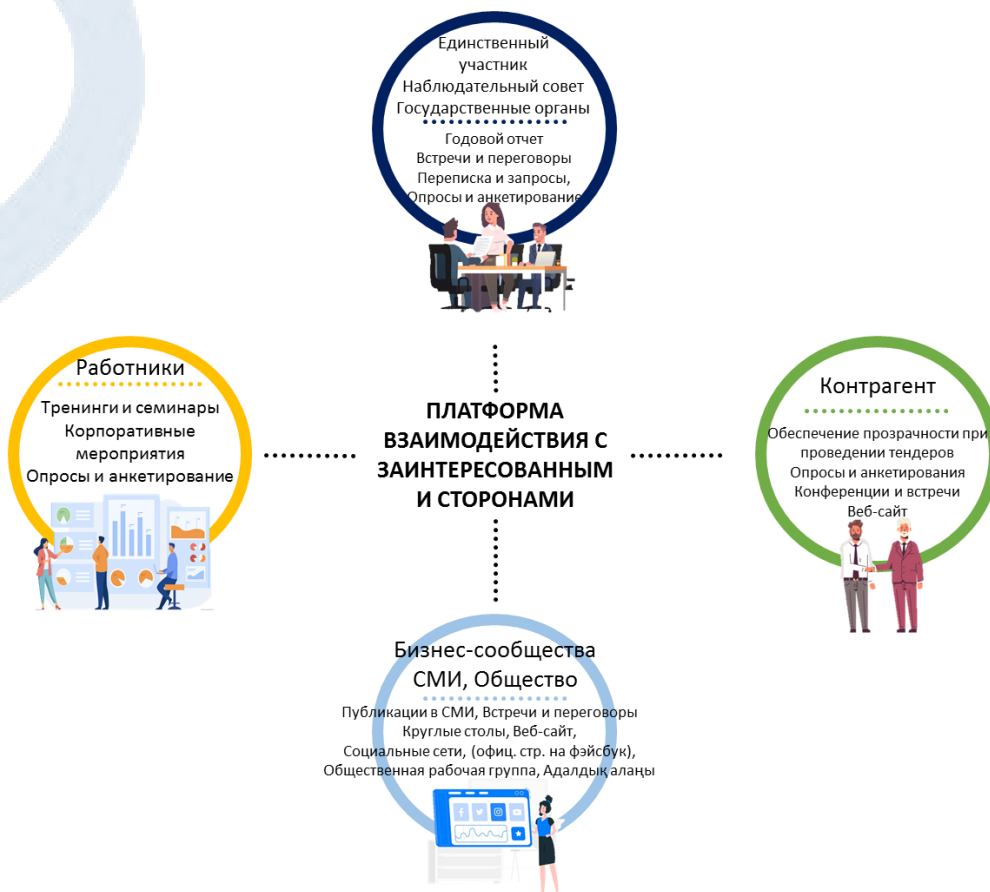 Единственный
участник
Наблюдательный совет
Государственные органы
Годовой отчет
Встречи и переговоры
Переписка и запросы,
Опросы и анкетирование
Работники
Тренинги и семинары
Корпоративные
мероприятия
Опросы и анкетирование
ПЛАТФОРМА
ВЗАИМОДЕЙСТВИЯ С
ЗАИНТЕРЕСОВАННЫМ
И СТОРОНАМИ
Контрагент
Обеспечение прозрачности при
проведении тендеров
Опросы и анкетирования
Конференции и встречи
Веб-сайт
Бизнес-сообщества
СМИ, Общество
Публикации в СМИ, Встречи и переговоры
Круглые столы, Веб-сайт,
Социальные сети, (офиц. стр. на фэйсбук),
Общественная рабочая группа, Адалдық алаңы